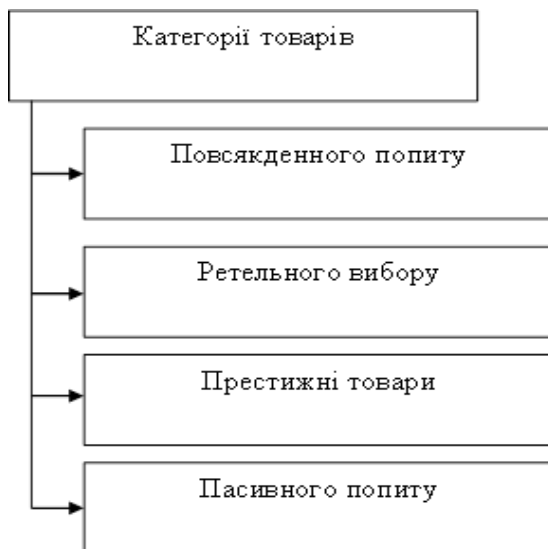 Категорії товарів
Повсякденного попиту
Ретельного вибору
Престижні товари
Пасивного попиту